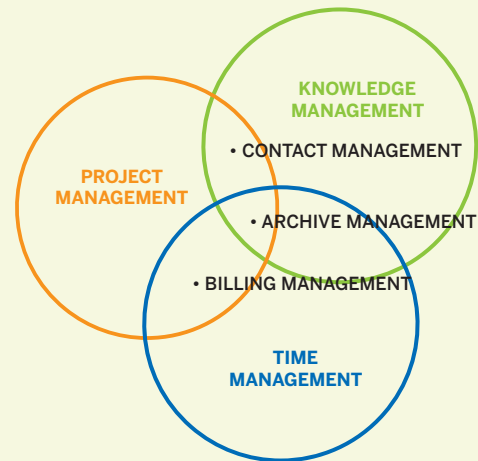 KNOWLEDGE
MANAGEMENT
• CONTACT MANAGEMENT
PROJECT
MANAGEMENT
• ARCHIVE MANAGEMENT
• BILLING MANAGEMENT
TIME
MANAGEMENT